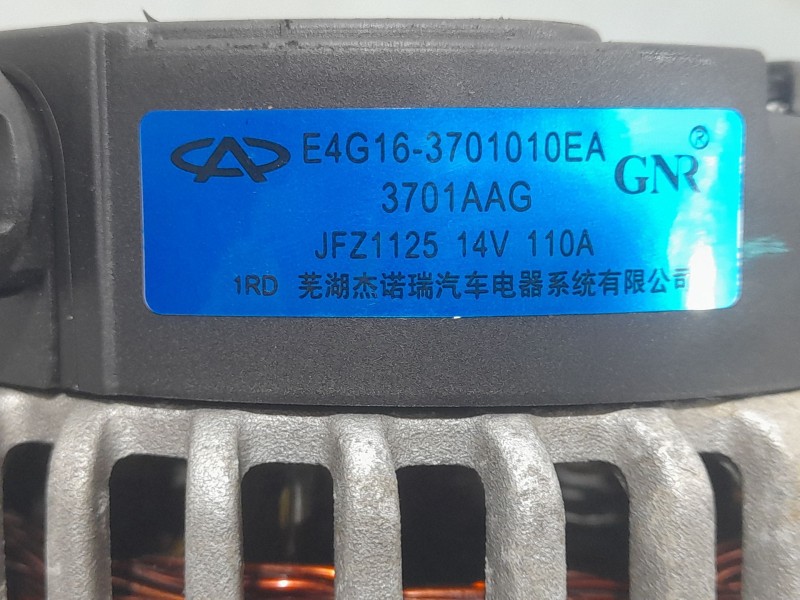 E4G16-3701010EA
GNR®
3701AAG
JFZ1125 14V 110A
1RD 芜湖杰诺瑞汽车电器系统有限公司